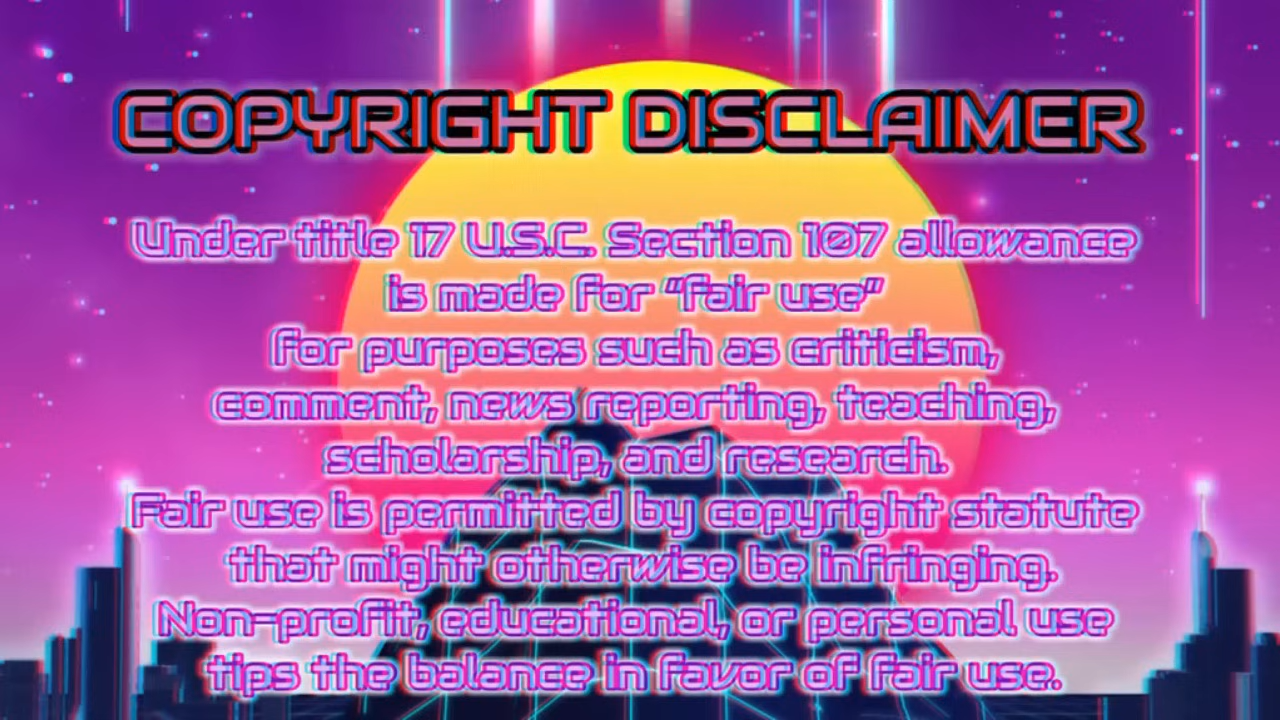 COPYRIGHT DISCLAIMER
Under title 17 U.S.C. Section 107 allowance
is made for "fair use"
for purposes such as criticism,
comment, news reporting, teaching,
scholarship, and research.
Fair use is permitted by copyright statute
that might otherwise be infringing.
Non-profit, educational, or personal use
tips the balance in favor of fair use.